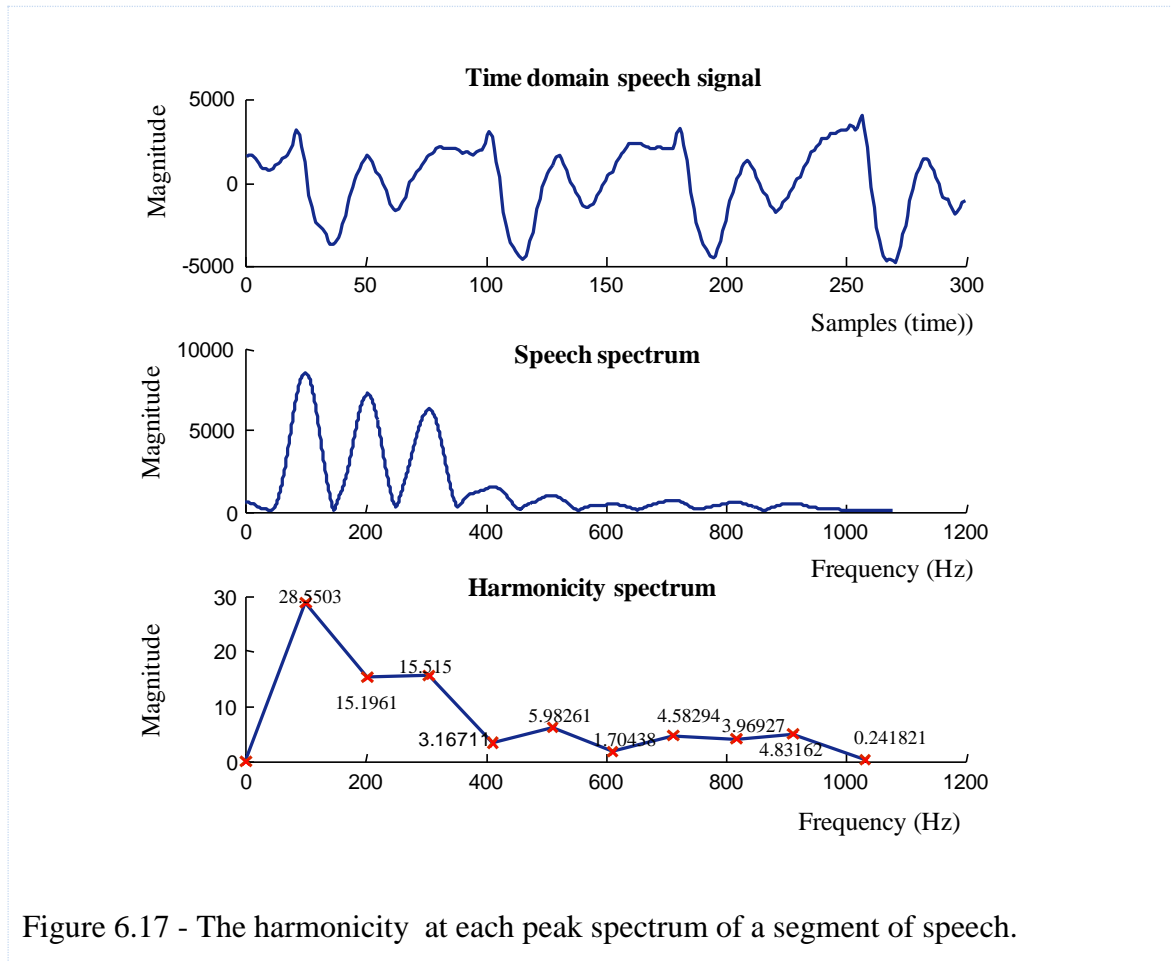 Time domain speech signal
5000
0
-5000
Magnitude
0 50 100 150 200 250 300
Samples (time))
Speech spectrum
10000
5000
0
Magnitude
0 200 400 600 800 1000 1200
Frequency (Hz)
Harmonicity spectrum
30
20
10
0
Magnitude
28.5503
15.1961
15.515
3.16711
5.98261
1.70438
4.58294
3.96927
4.83162
0.241821
0 200 400 600 800 1000 1200
Frequency (Hz)
Figure 6.17 - The harmonicity at each peak spectrum of a segment of speech.